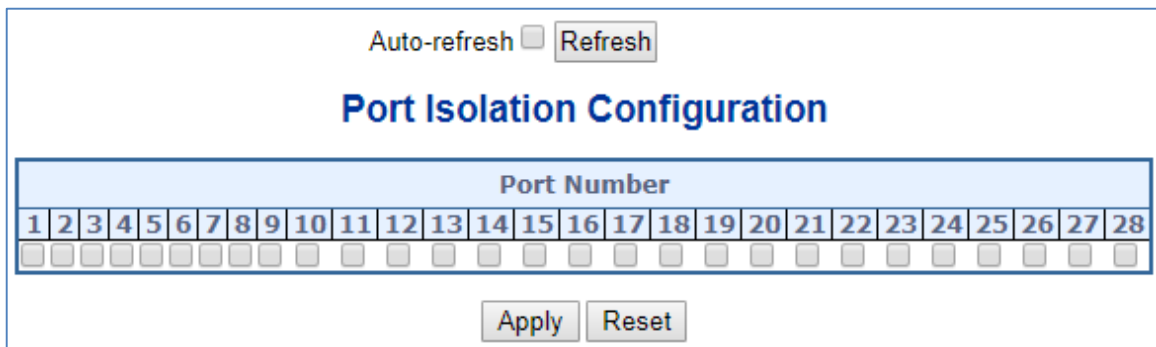 Auto-refresh Refresh
Port Isolation Configuration
Port Number
1 2 3 4 5 6 7 8 9 10 11 12 13 14 15 16 17 18 19 20 21 22 23 24 25 26 27 28
Apply Reset